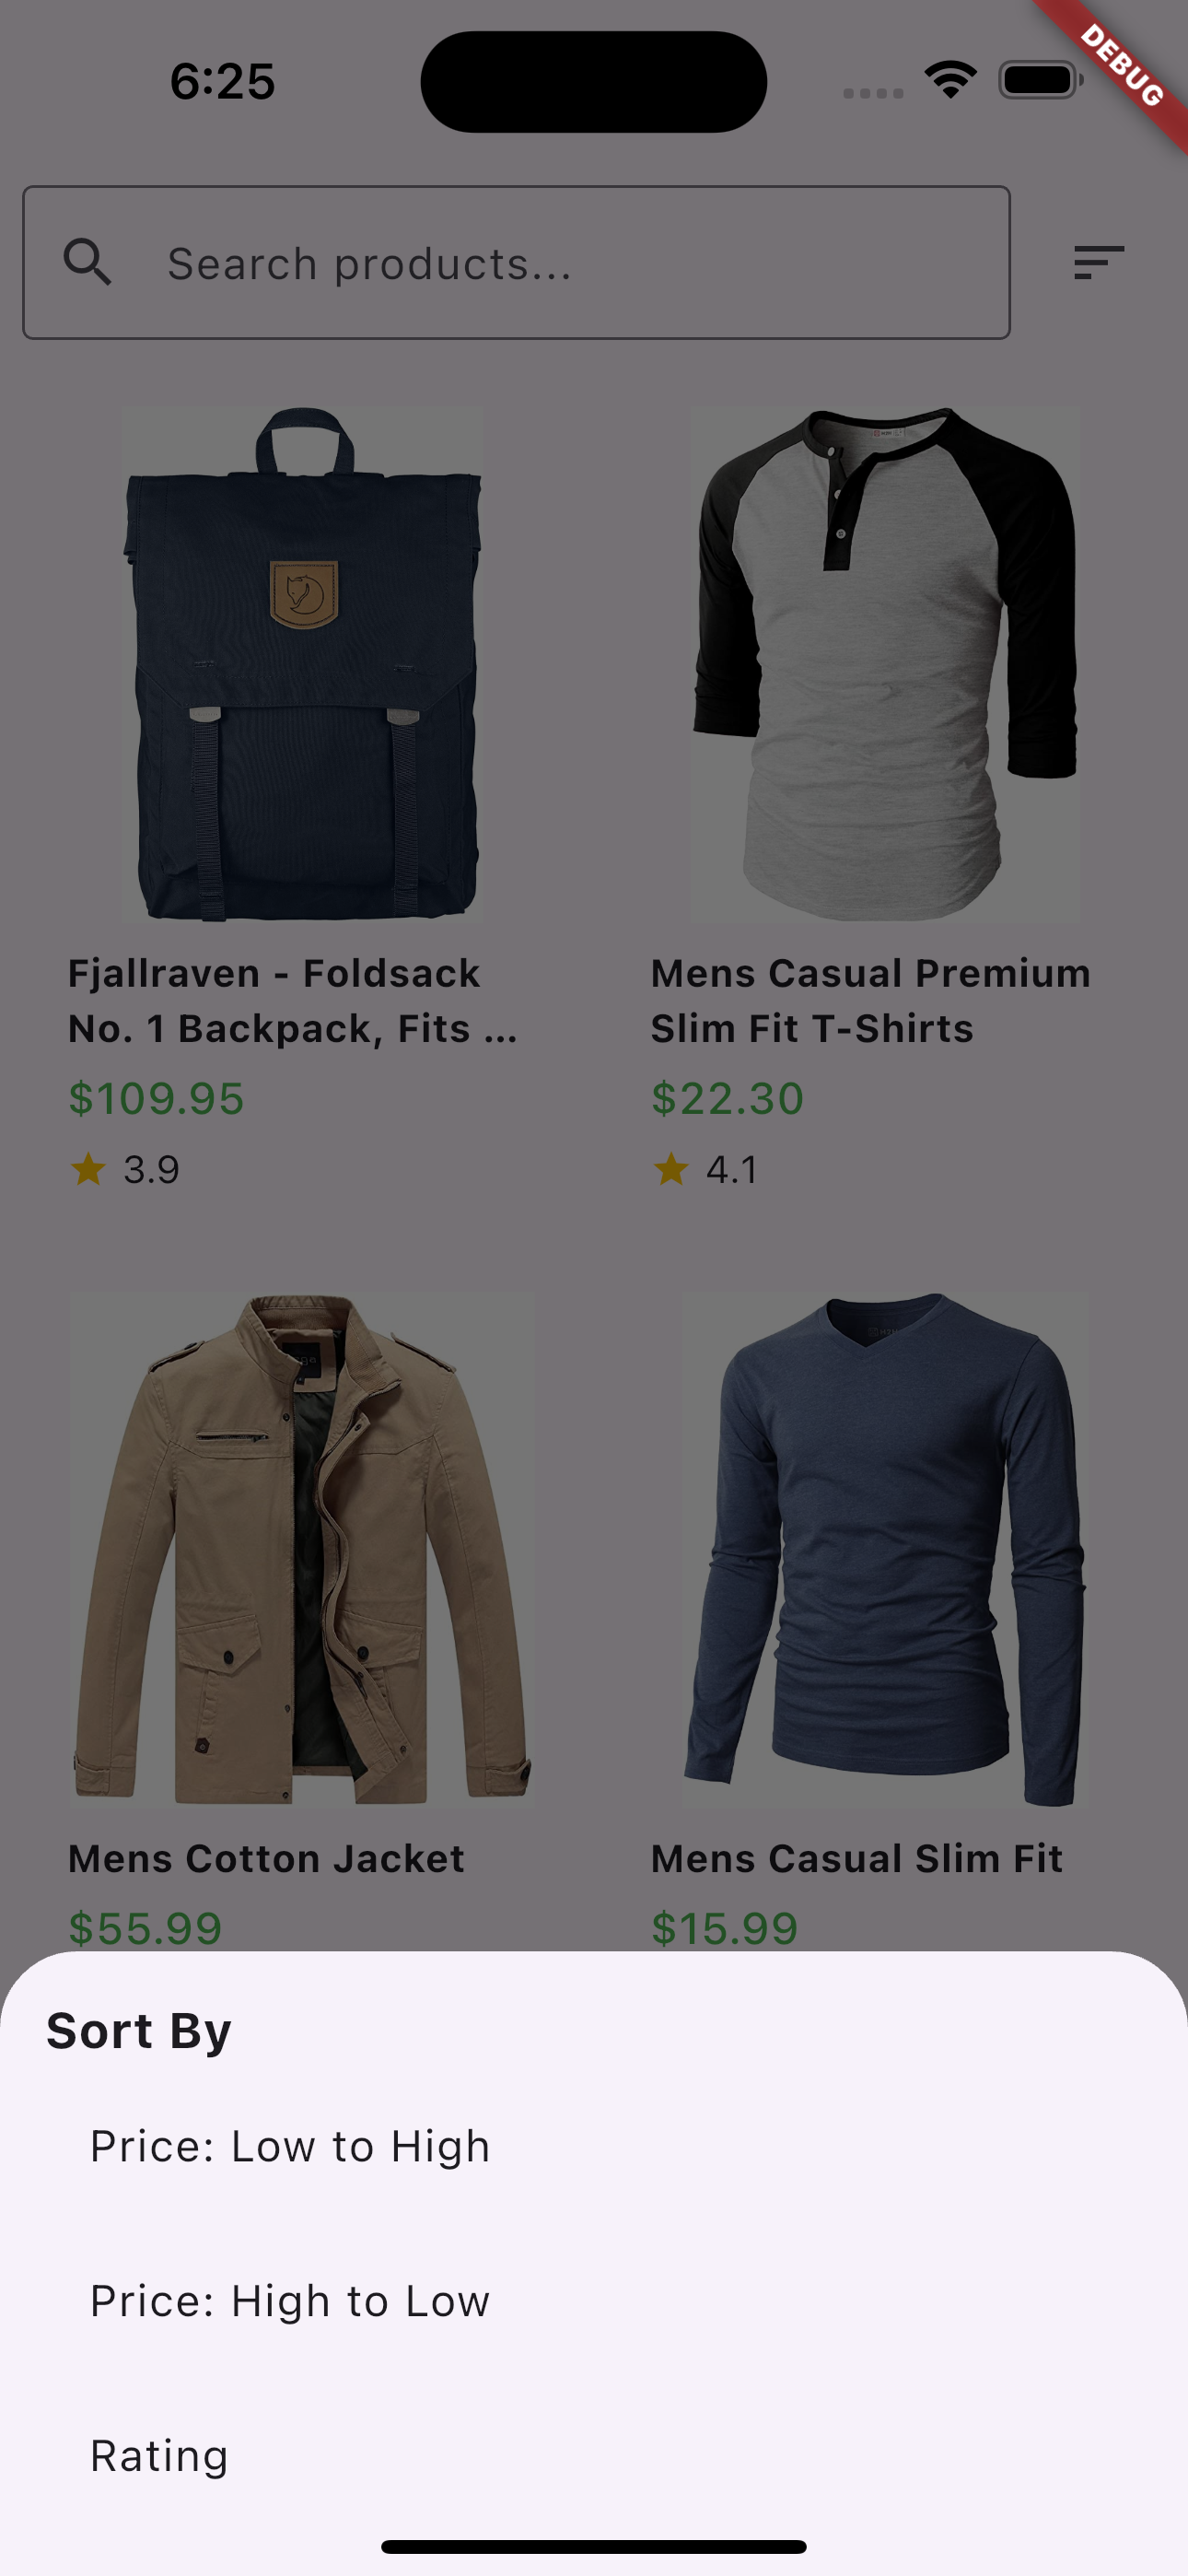 6:25
DEBUG
Search products...
Fjallraven - Foldsack
No. 1 Backpack, Fits ...
$109.95
3.9
Mens Casual Premium
Slim Fit T-Shirts
$22.30
4.1
Mens Cotton Jacket
$55.99
Mens Casual Slim Fit
$15.99
Sort By
Price: Low to High
Price: High to Low
Rating